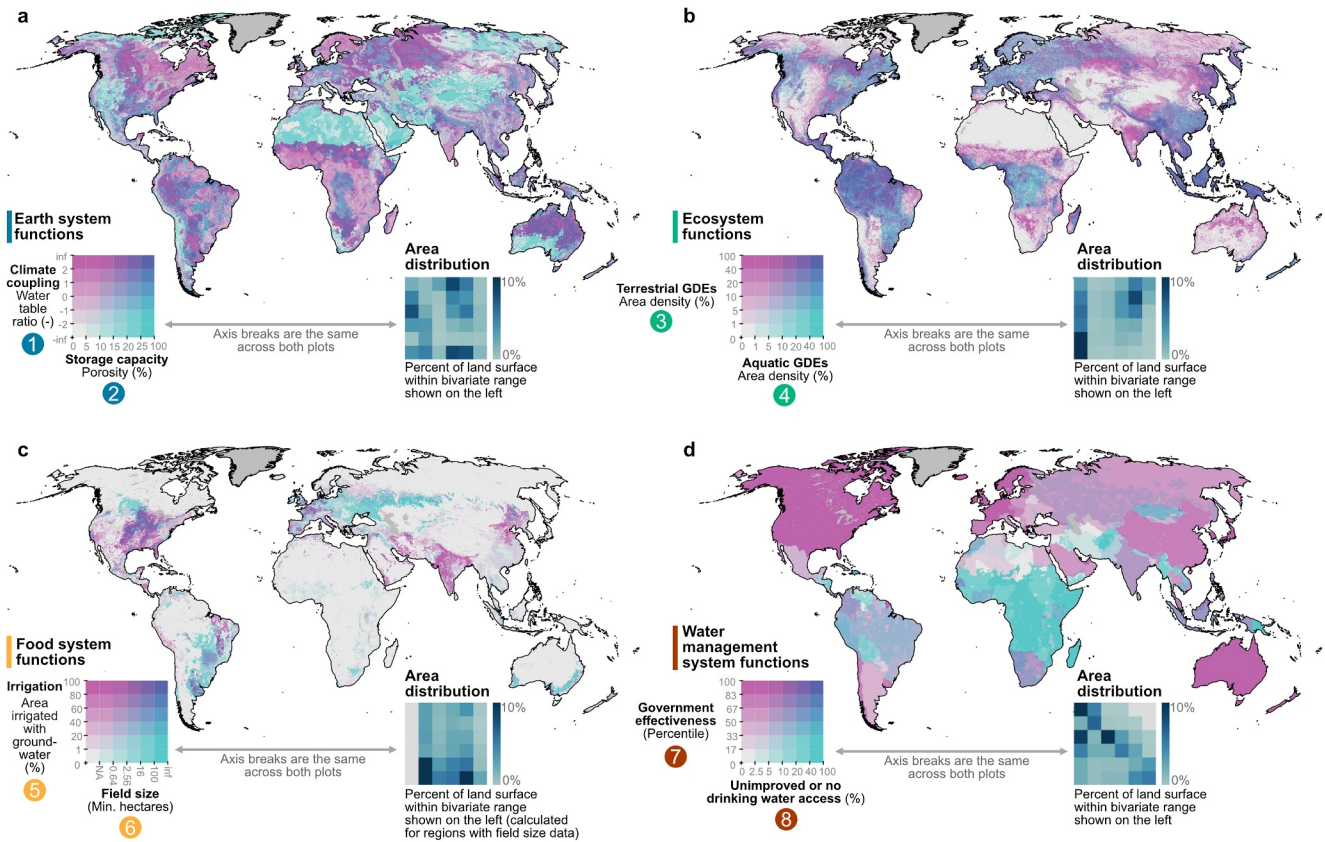 a
Earth system
functions
Climate
coupling
Water
table
ratio (-)
1
inf
2
1
0
-1
-2
-inf
0 5 10 15 20 25 100
Storage capacity
Porosity (%)
2
Axis breaks are the same
across both plots
Area
distribution
10%
0%
Percent of land surface
within bivariate range
shown on the left
b
Ecosystem
functions
Terrestrial GDEs
Area density (%)
3
100
40
20
10
5
1
0
0 1 5 10 20 40 100
Aquatic GDEs
Area density (%)
4
Axis breaks are the same
across both plots
Area
distribution
10%
0%
Percent of land surface
within bivariate range
shown on the left
c
Food system
functions
Irrigation
Area
irrigated
with
ground-
water
(%)
5
100
80
60
40
20
1
0
NA
0.64
2.56
16
100
inf
Field size
(Min. hectares)
6
Axis breaks are the same
across both plots
Area
distribution
10%
0%
Percent of land surface
within bivariate range
shown on the left (calculated
for regions with field size data)
d
Water
management
system functions
Government
effectiveness
(Percentile)
7
100
83
67
50
33
17
0
0 2.5 5 10 20 40 100
Unimproved or no
drinking water access (%)
8
Axis breaks are the same
across both plots
Area
distribution
10%
0%
Percent of land surface
within bivariate range
shown on the left